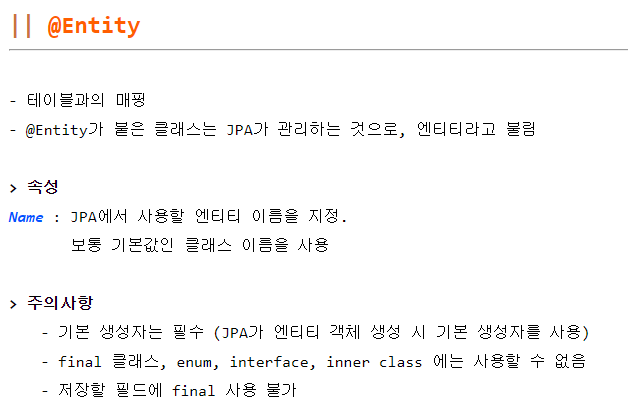 || @Entity
- 테이블과의 매핑
- @Entity가 붙은 클래스는 JPA가 관리하는 것으로, 엔티티라고 불림
> 속성
Name : JPA에서 사용할 엔티티 이름을 지정.
보통 기본값인 클래스 이름을 사용
> 주의사항
- 기본 생성자는 필수 (JPA가 엔티티 객체 생성 시 기본 생성자를 사용)
- final 클래스, enum, interface, inner class 에는 사용할 수 없음
- 저장할 필드에 final 사용 불가